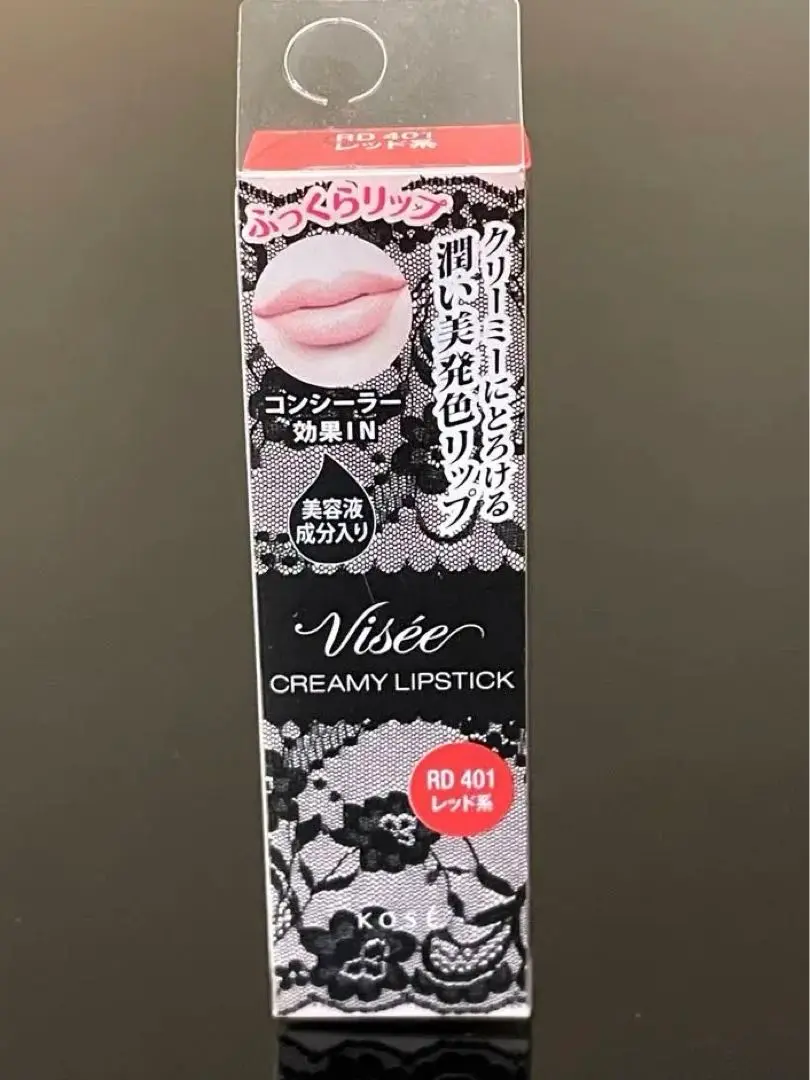 RD 401
レッド系
ふっくらリップ
クリーミーにとろける
潤い美発色リップ
コンシーラー
効果IN
美容液
成分入り
Visée
CREAMY LIPSTICK
RD 401
レッド系
KOSÉ